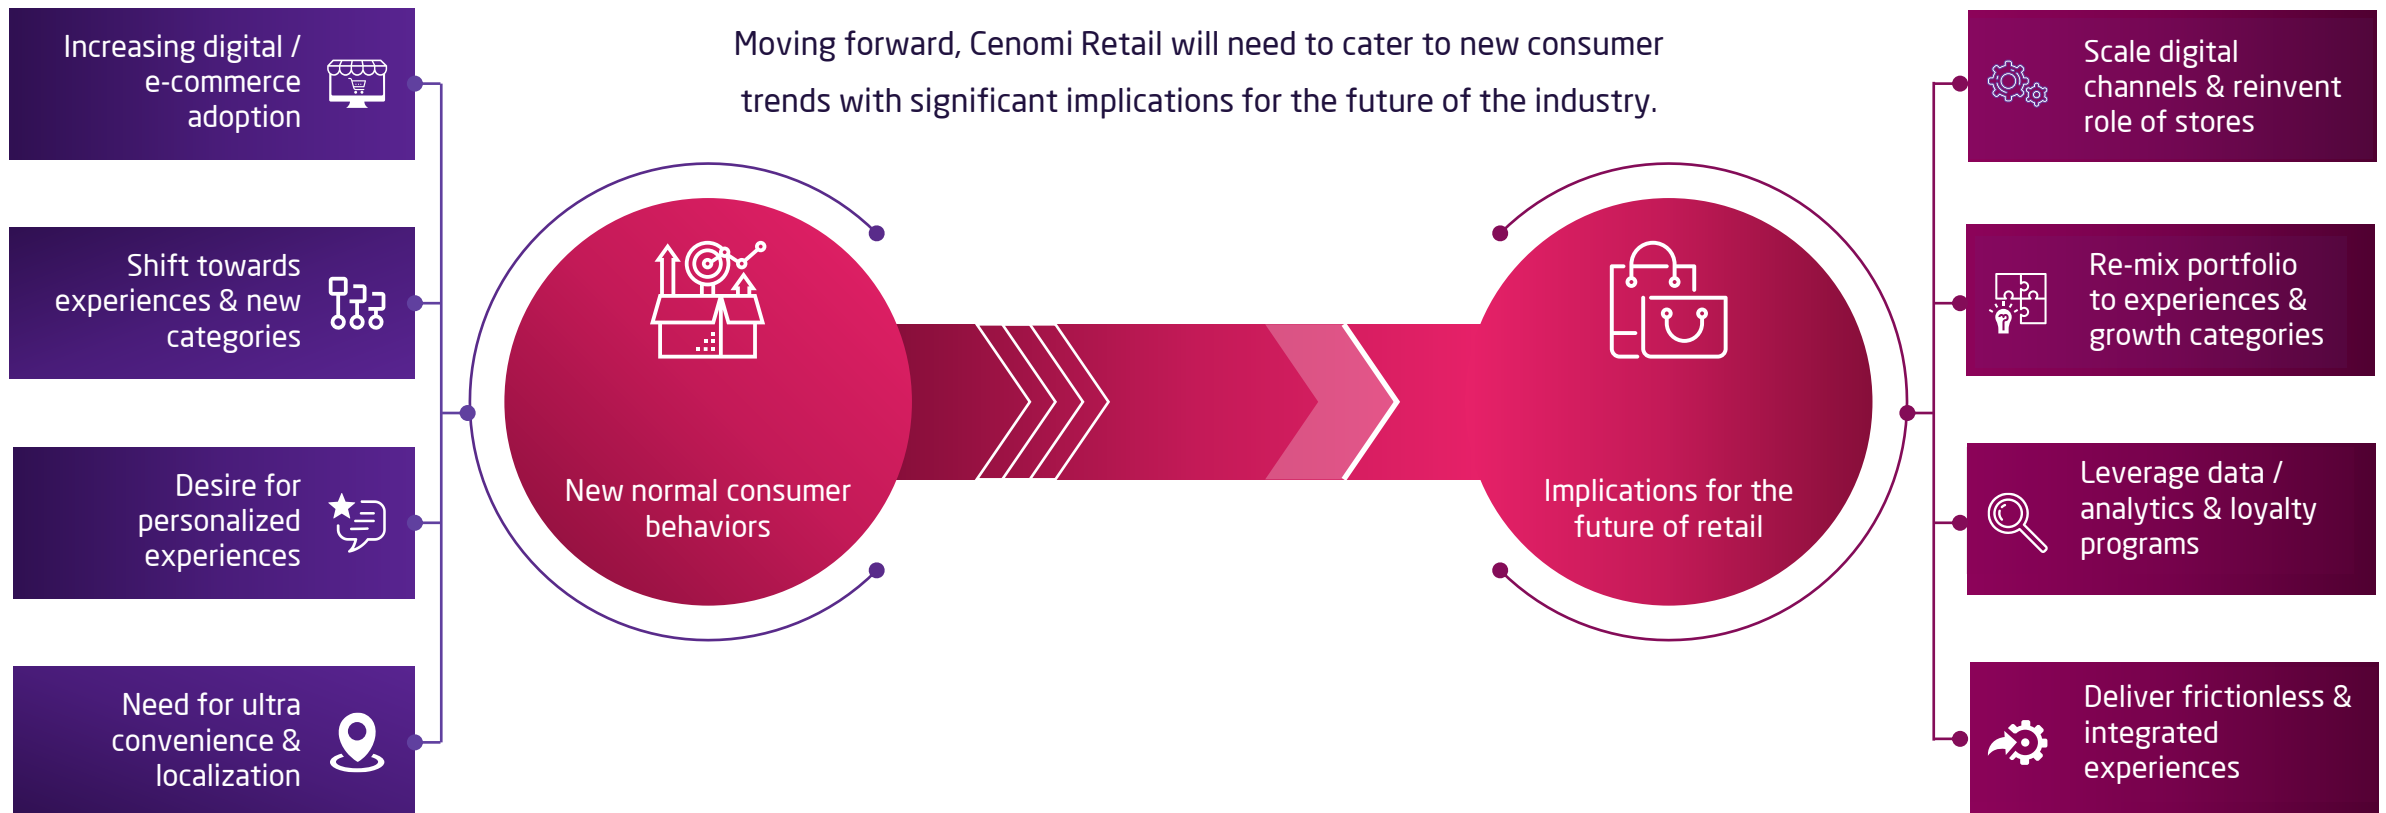 Moving forward, Cenomi Retail will need to cater to new consumer
trends with significant implications for the future of the industry.
Increasing digital /
e-commerce
adoption
Shift towards
experiences & new
categories
Desire for
personalized
experiences
Need for ultra
convenience &
localization
New normal consumer
behaviors
Implications for the
future of retail
Scale digital
channels & reinvent
role of stores
Re-mix portfolio
to experiences &
growth categories
Leverage data /
analytics & loyalty
programs
Deliver frictionless &
integrated
experiences